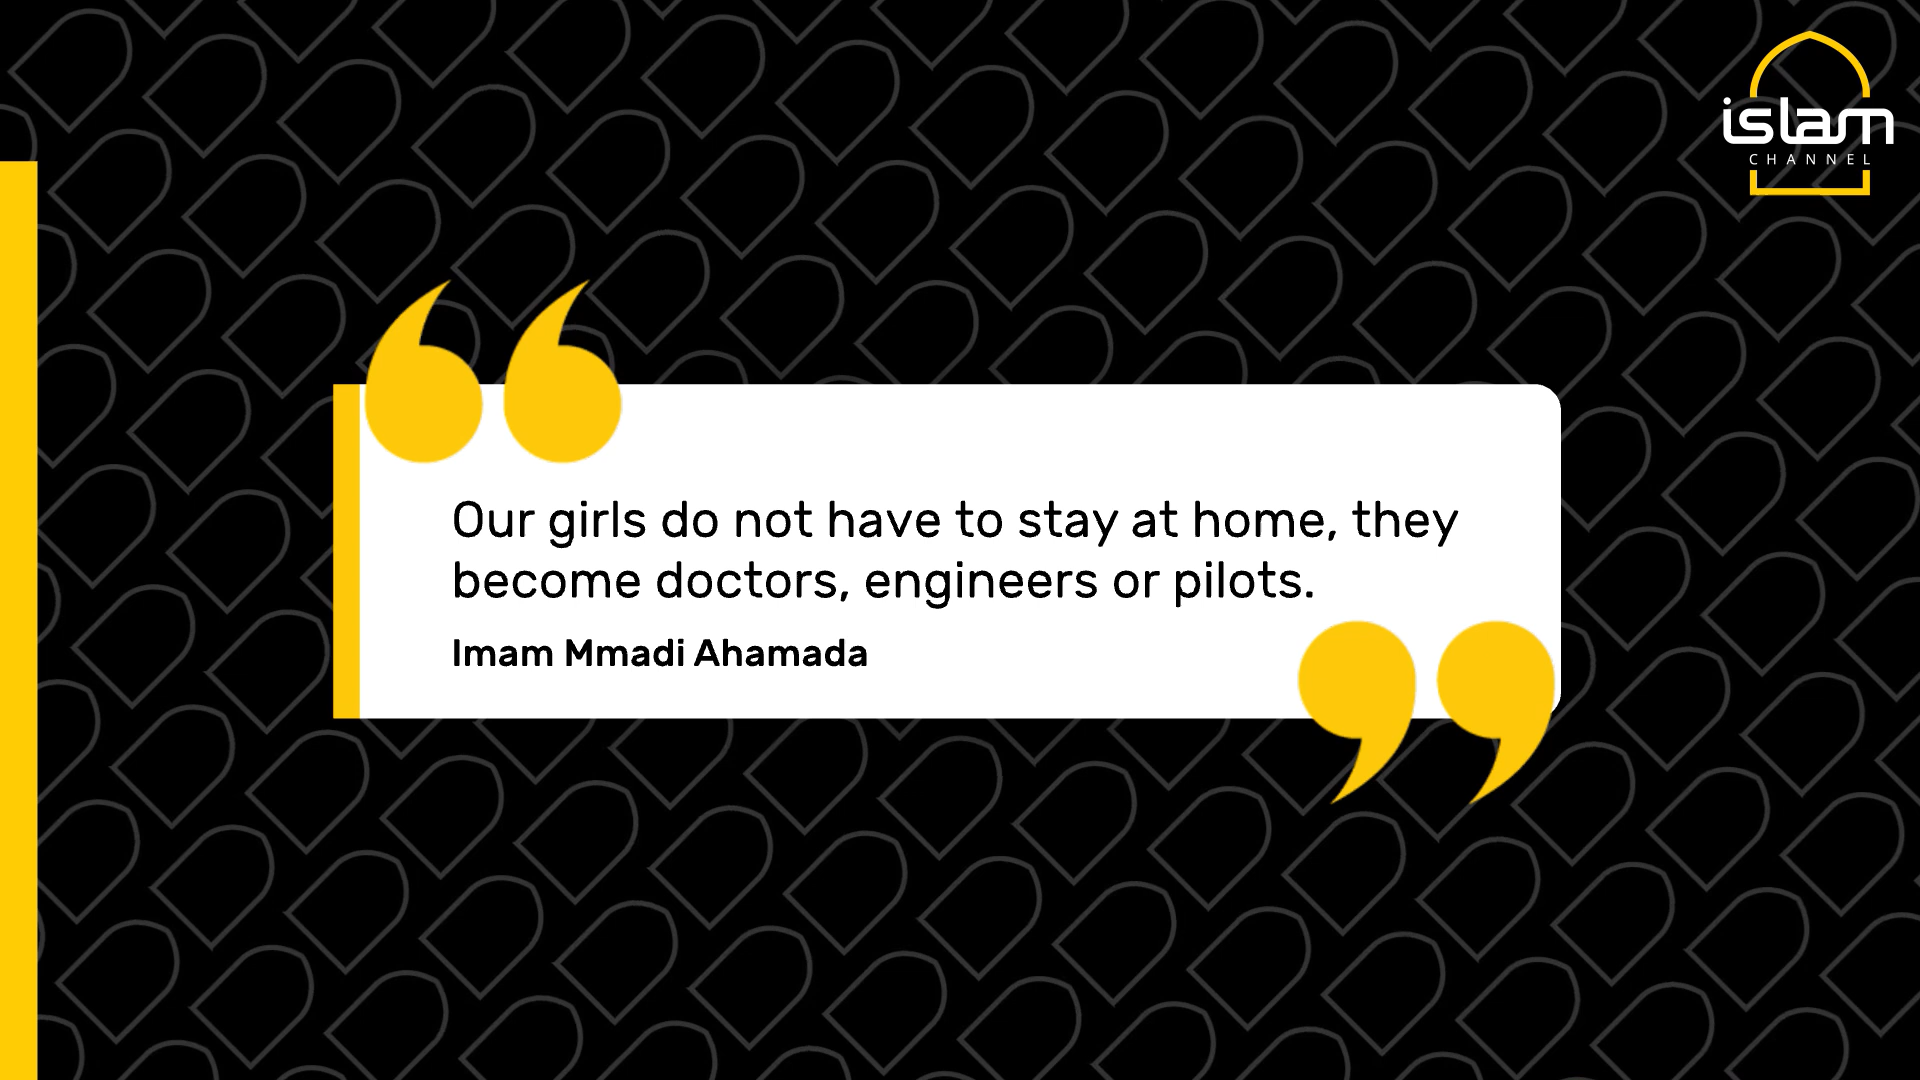 islam
CHANNEL
Our girls do not have to stay at home, they
become doctors, engineers or pilots.
Imam Mmadi Ahamada